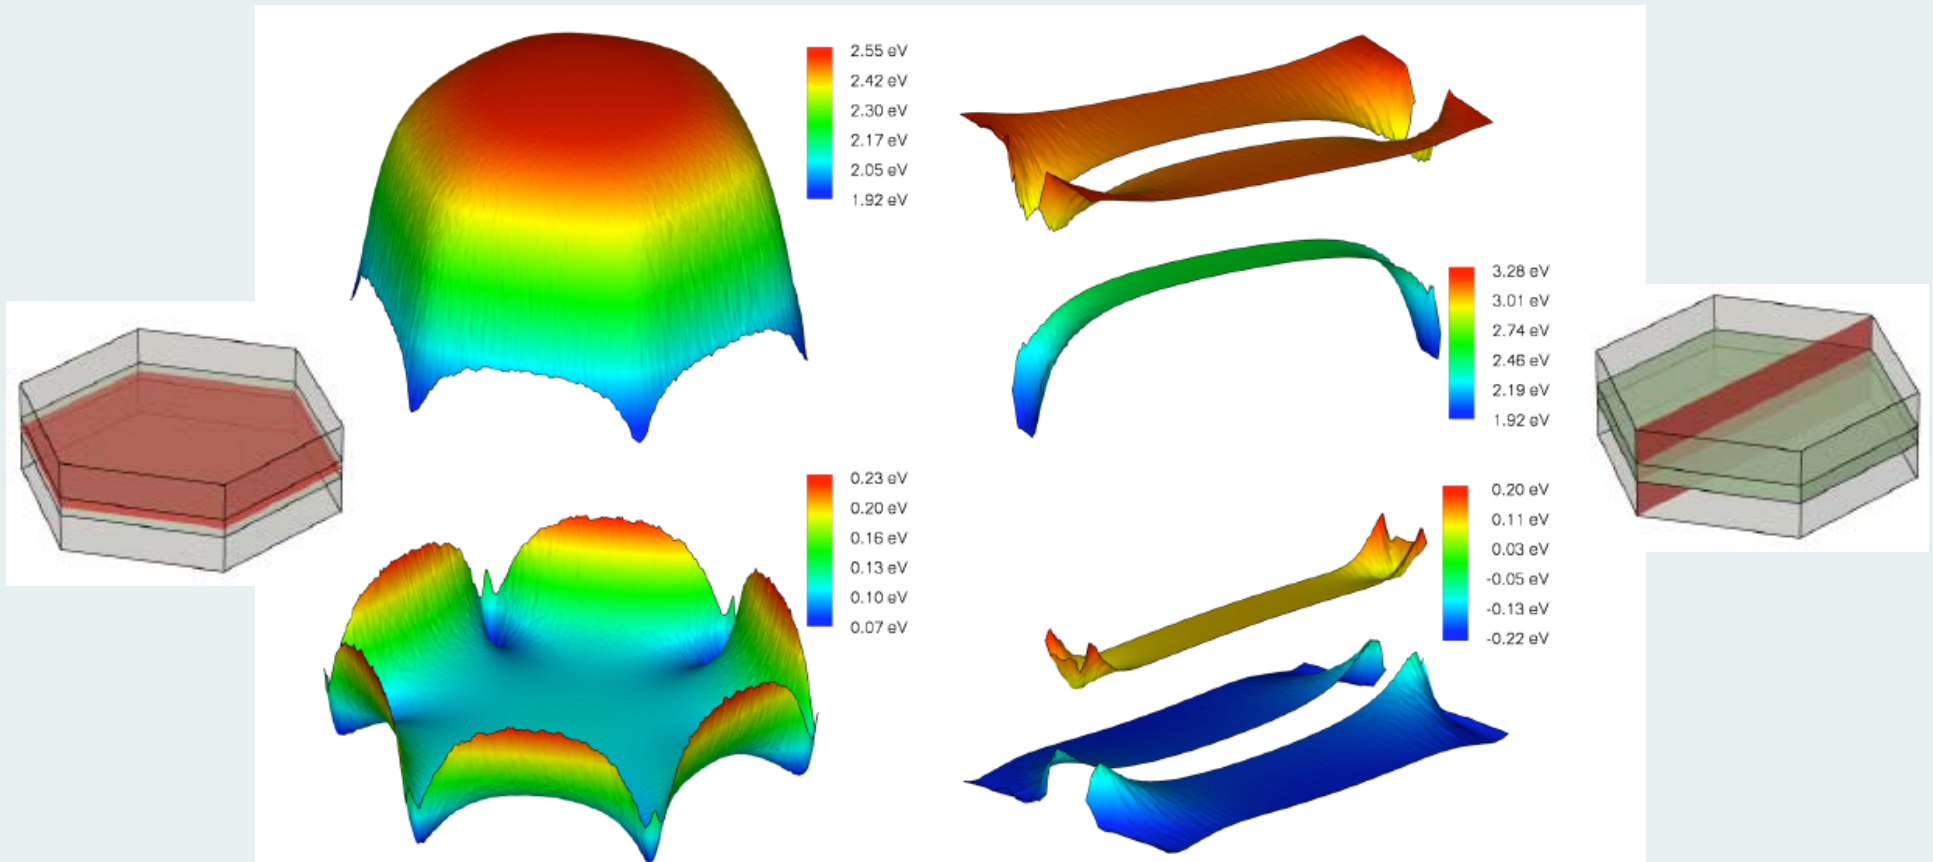 2.55 eV
2.42 eV
2.30 eV
2.17 eV
2.05 eV
1.92 eV
3.28 eV
3.01 eV
2.74 eV
2.46 eV
2.19 eV
1.92 eV
0.23 eV
0.20 eV
0.16 eV
0.13 eV
0.10 eV
0.07 eV
0.20 eV
0.11 eV
0.03 eV
-0.05 eV
-0.13 eV
-0.22 eV